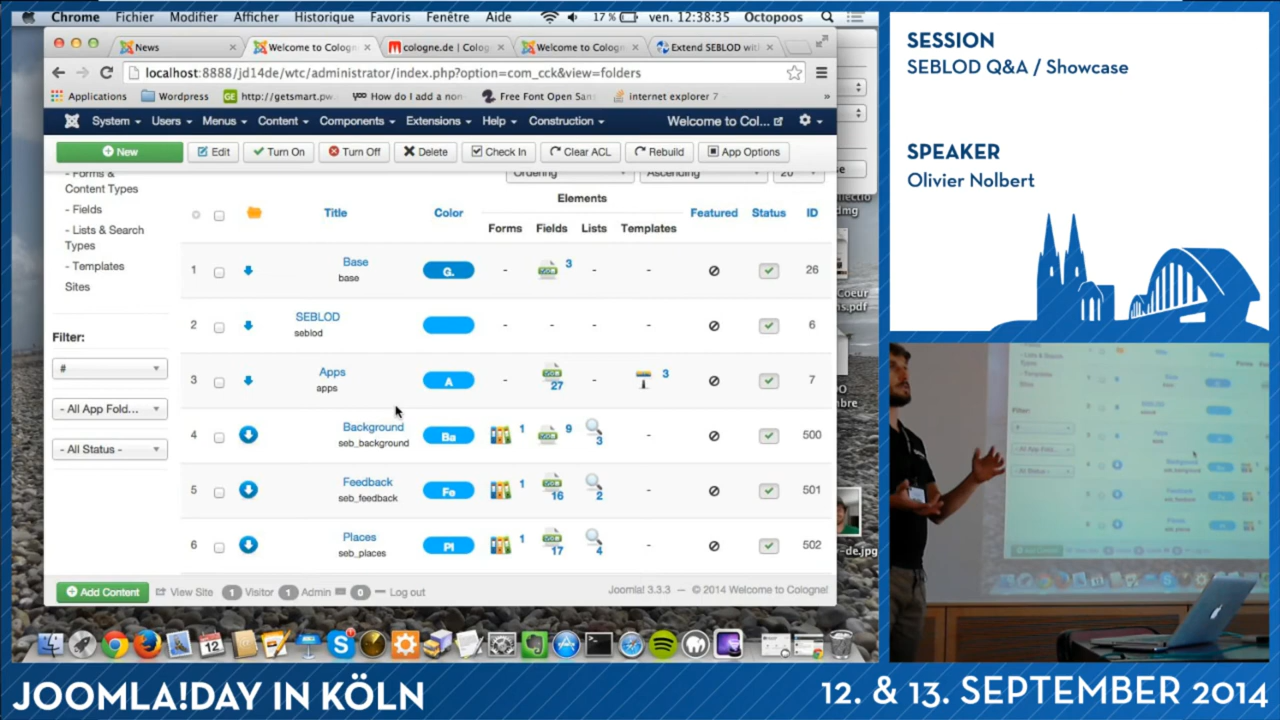 Chrome Fichier Modifier Afficher Historique Favoris Fenêtre Aide 17 % ven. 12:38:35 Octopoos
News
Welcome to Cologn
cologne.de | Cologn
Welcome to Cologn
Extend SEBLOD with
localhost:8888/jd14de/wtc/administrator/index.php?option=com_cck&view=folders
Applications Wordpress GE http://getsmart.pw yoo How do I add a non- Free Font Open San internet explorer 7 - »
System Users Menus Content Components Extensions Help Construction Welcome to Col...
New Edit Turn On Turn Off Delete Check In Clear ACL Rebuild App Options
- Forms &
Content Types
- Fields
- Lists & Search
Types
- Templates
Sites
Filter:
#
- All App Fold...
- All Status -
Ordering Ascending 20
Elements
Title Color Forms Fields Lists Templates Featured Status ID
1 Base G. - 3 - - 26
base
2 SEBLOD - - - - 6
seblod
3 Apps A - 27 - 3 7
apps
4 Background Ba 1 9 3 - 500
seb_background
5 Feedback Fe 1 16 2 - 501
seb_feedback
6 Places Pl 1 17 4 - 502
seb_places
Add Content View Site 1 Visitor 1 Admin 0 Log out Joomla! 3.3.3 — © 2014 Welcome to Cologne!
Coeur
s.pdf
-de.jpg
SESSION
SEBLOD Q&A / Showcase
SPEAKER
Olivier Nolbert
JOOMLA!DAY IN KÖLN
12. & 13. SEPTEMBER 2014